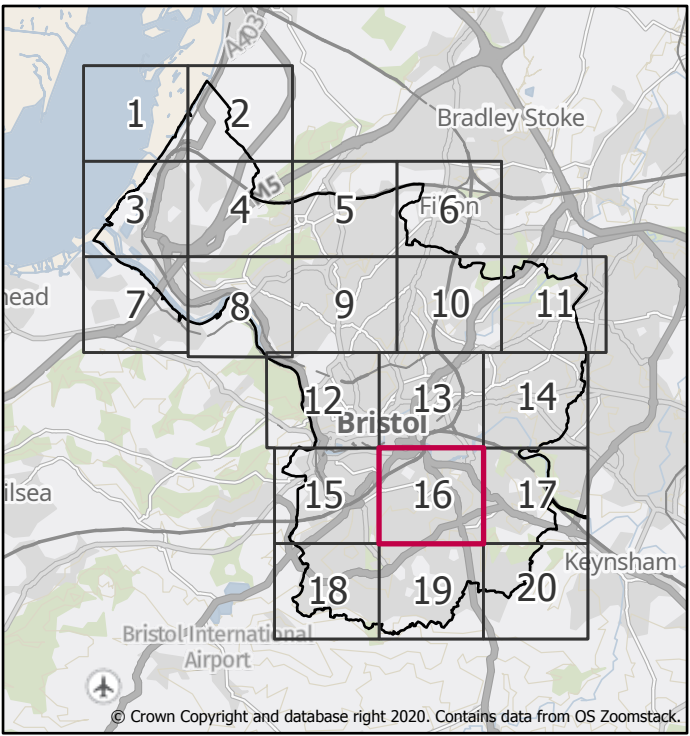 A403
1
2
Bradley Stoke
M5
3
4
5
6
Filton
ead
7
8
9
10
11
12
13
14
Bristol
ilsea
15
16
17
Keynsham
18
19
20
Bristol International
Airport
© Crown Copyright and database right 2020. Contains data from OS Zoomstack.